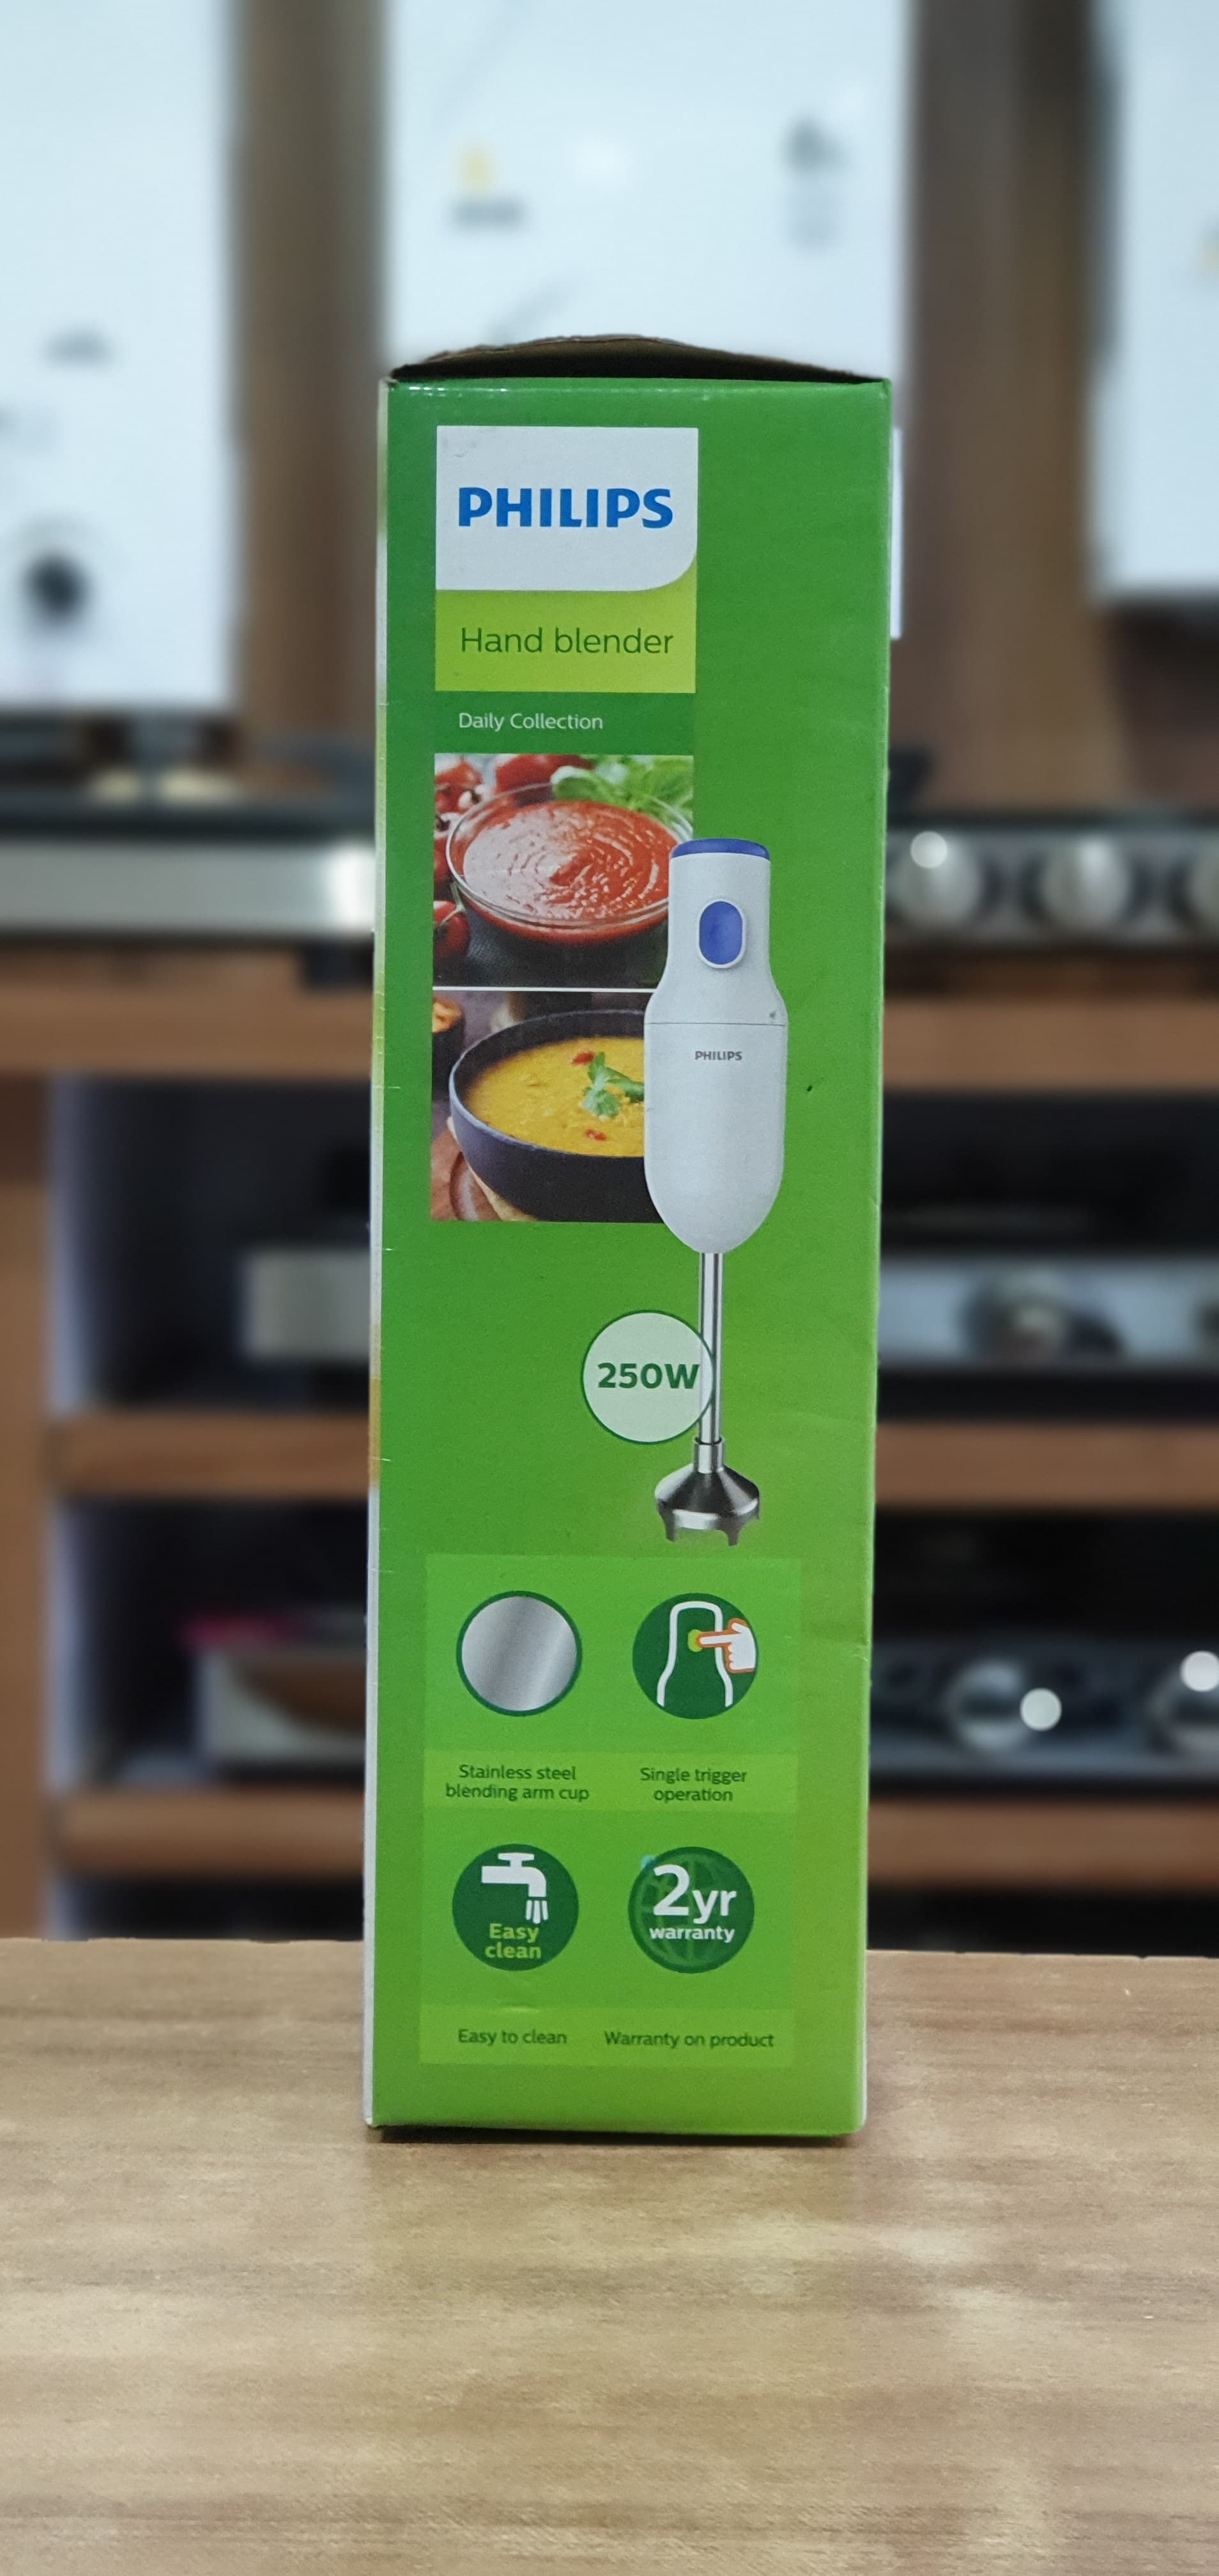 PHILIPS
Hand blender
Daily Collection
PHILIPS
250W
Stainless steel
blending arm cup
Single trigger
operation
Easy
clean
2yr
warranty
Easy to clean
Warranty on product